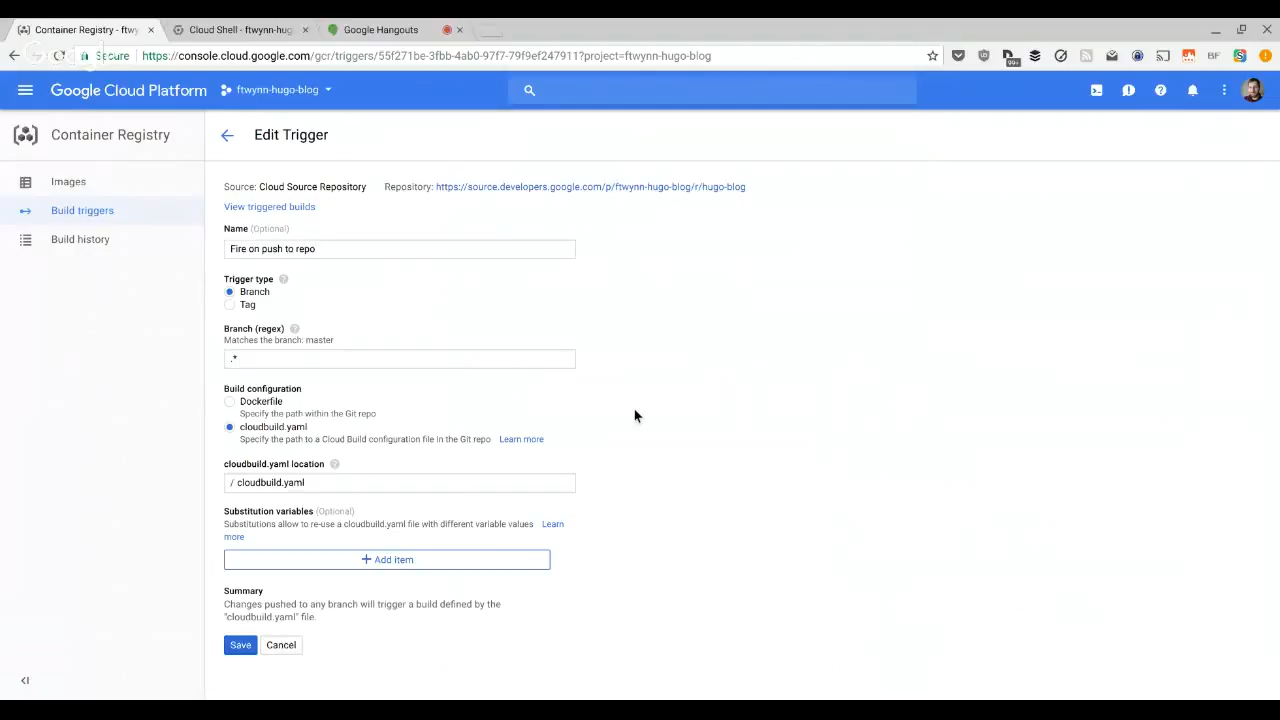 Container Registry - ftwy
Cloud Shell - ftwynn-hug
Google Hangouts
Secure
https://console.cloud.google.com/gcr/triggers/55f271be-3fbb-4ab0-97f7-79f9ef247911?project=ftwynn-hugo-blog
99+
BF
Google Cloud Platform
ftwynn-hugo-blog
Container Registry
Edit Trigger
Images
Build triggers
Build history
Source: Cloud Source Repository
Repository: https://source.developers.google.com/p/ftwynn-hugo-blog/r/hugo-blog
View triggered builds
Name (Optional)
Fire on push to repo
Trigger type
Branch
Tag
Branch (regex)
Matches the branch: master
.*
Build configuration
Dockerfile
Specify the path within the Git repo
cloudbuild.yaml
Specify the path to a Cloud Build configuration file in the Git repo Learn more
cloudbuild.yaml location
/ cloudbuild.yaml
Substitution variables (Optional)
Substitutions allow to re-use a cloudbuild.yaml file with different variable values Learn
more
+ Add item
Summary
Changes pushed to any branch will trigger a build defined by the
"cloudbuild.yaml" file.
Save
Cancel